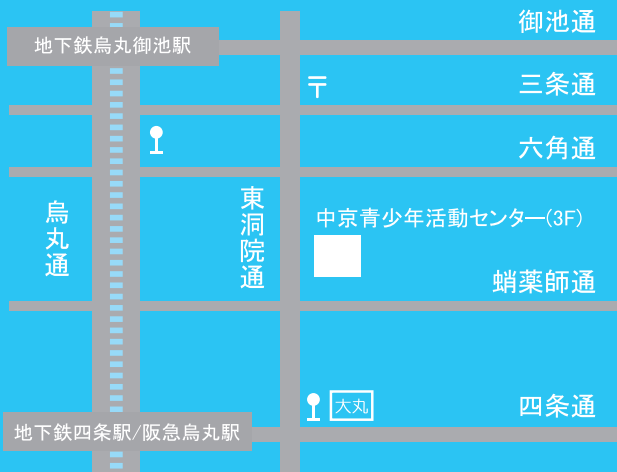 御池通
地下鉄烏丸御池駅
三条通
〒
六角通
烏丸通
東洞院通
中京青少年活動センター(3F)
蛸薬師通
大丸
四条通
地下鉄四条駅/阪急烏丸駅